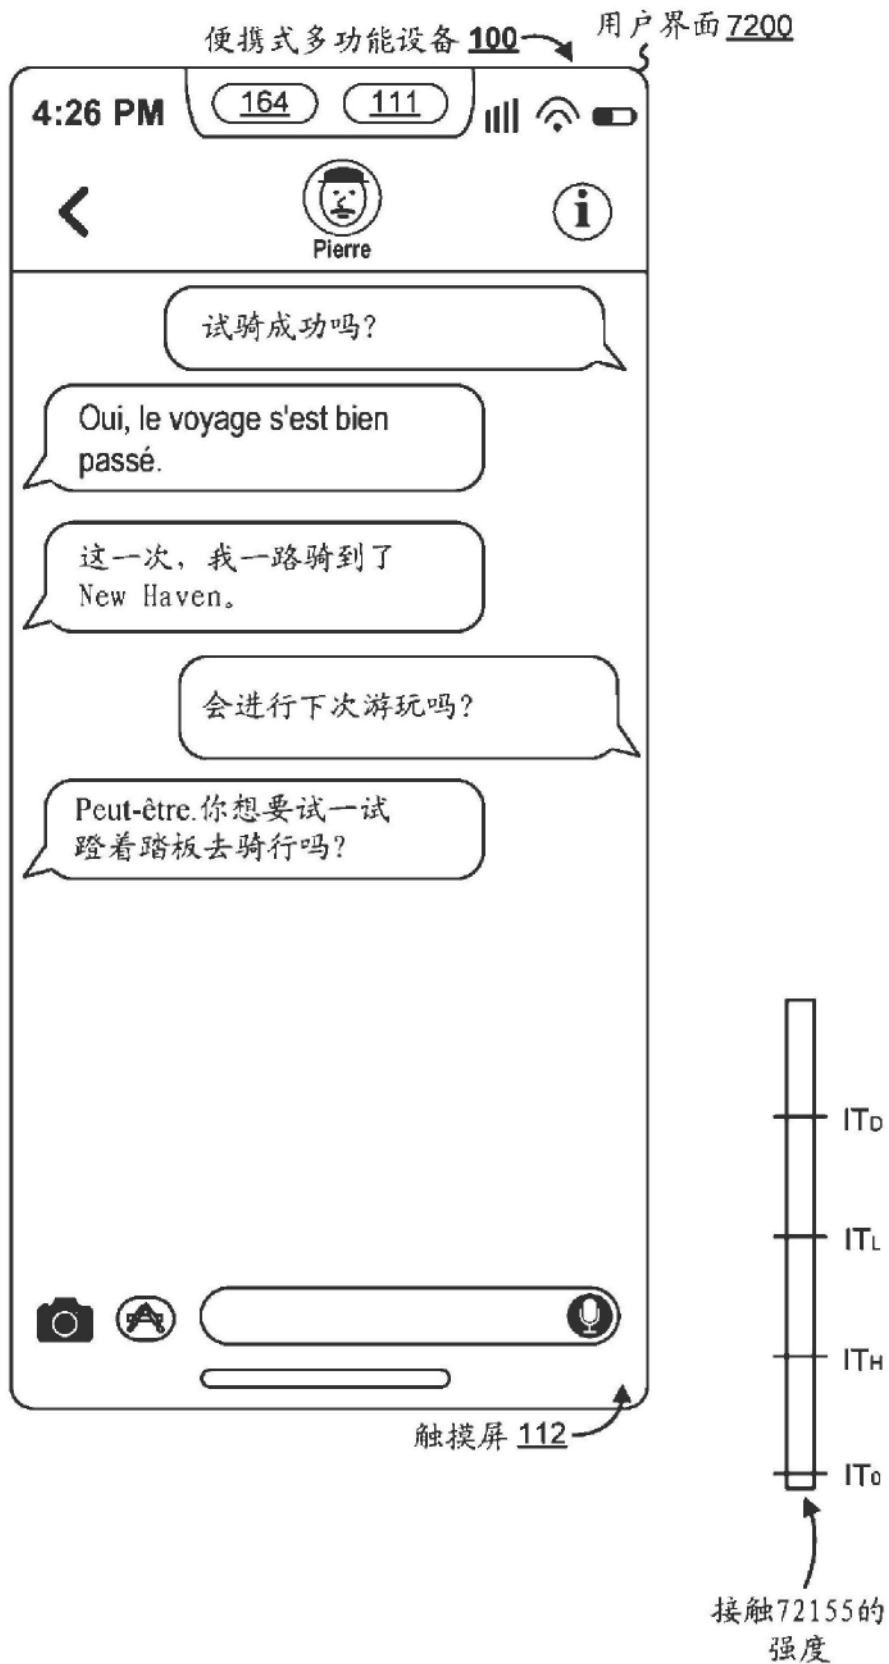 便携式多功能设备 100
用户界面 7200
4:26 PM
164
111
Pierre
试骑成功吗?
Oui, le voyage s'est bien
passé.
这一次, 我一路骑到了
New Haven。
会进行下次游玩吗?
Peut-être.你想要试一试
蹬着踏板去骑行吗?
触摸屏 112
ITD
ITL
ITH
IT0
接触72155的
强度